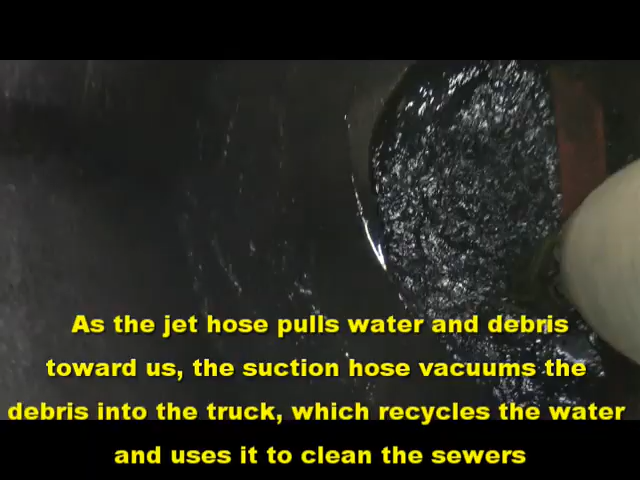 As the jet hose pulls water and debris
toward us, the suction hose vacuums the
debris into the truck, which recycles the water
and uses it to clean the sewers